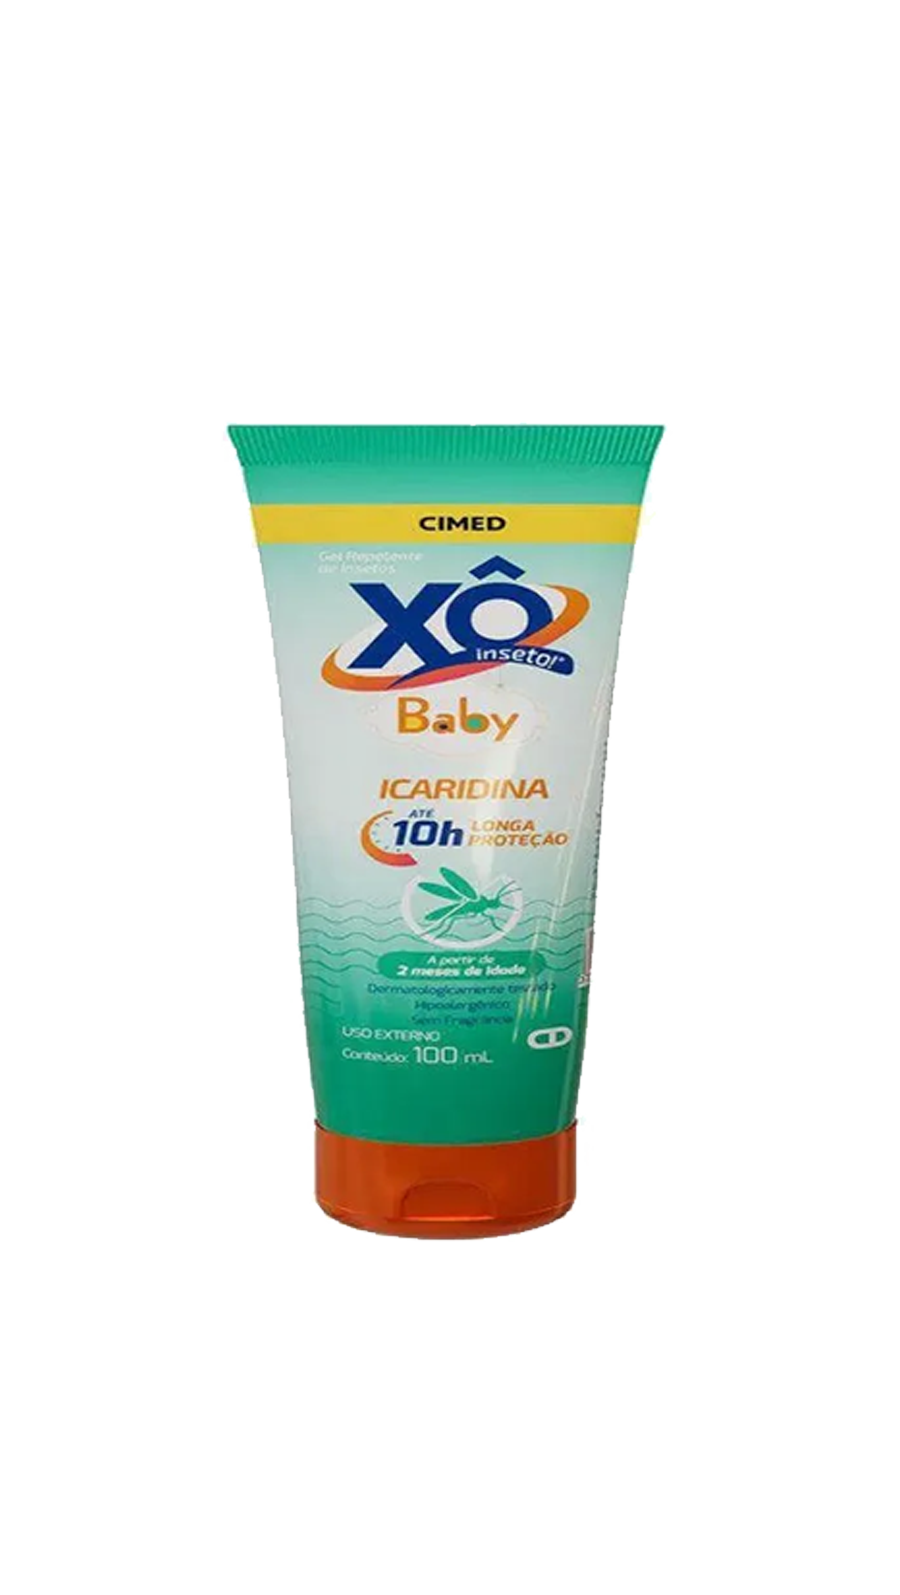 CIMED
Gel Repelente
de Insetos
XÔ
inseto!*
Baby
ICARIDINA
ATÉ
10h LONGA
PROTEÇÃO
A partir de
2 meses de idade
Dermatologicamente testado
Hipoalergênico
Sem Fragrância
USO EXTERNO
Conteúdo: 100 mL